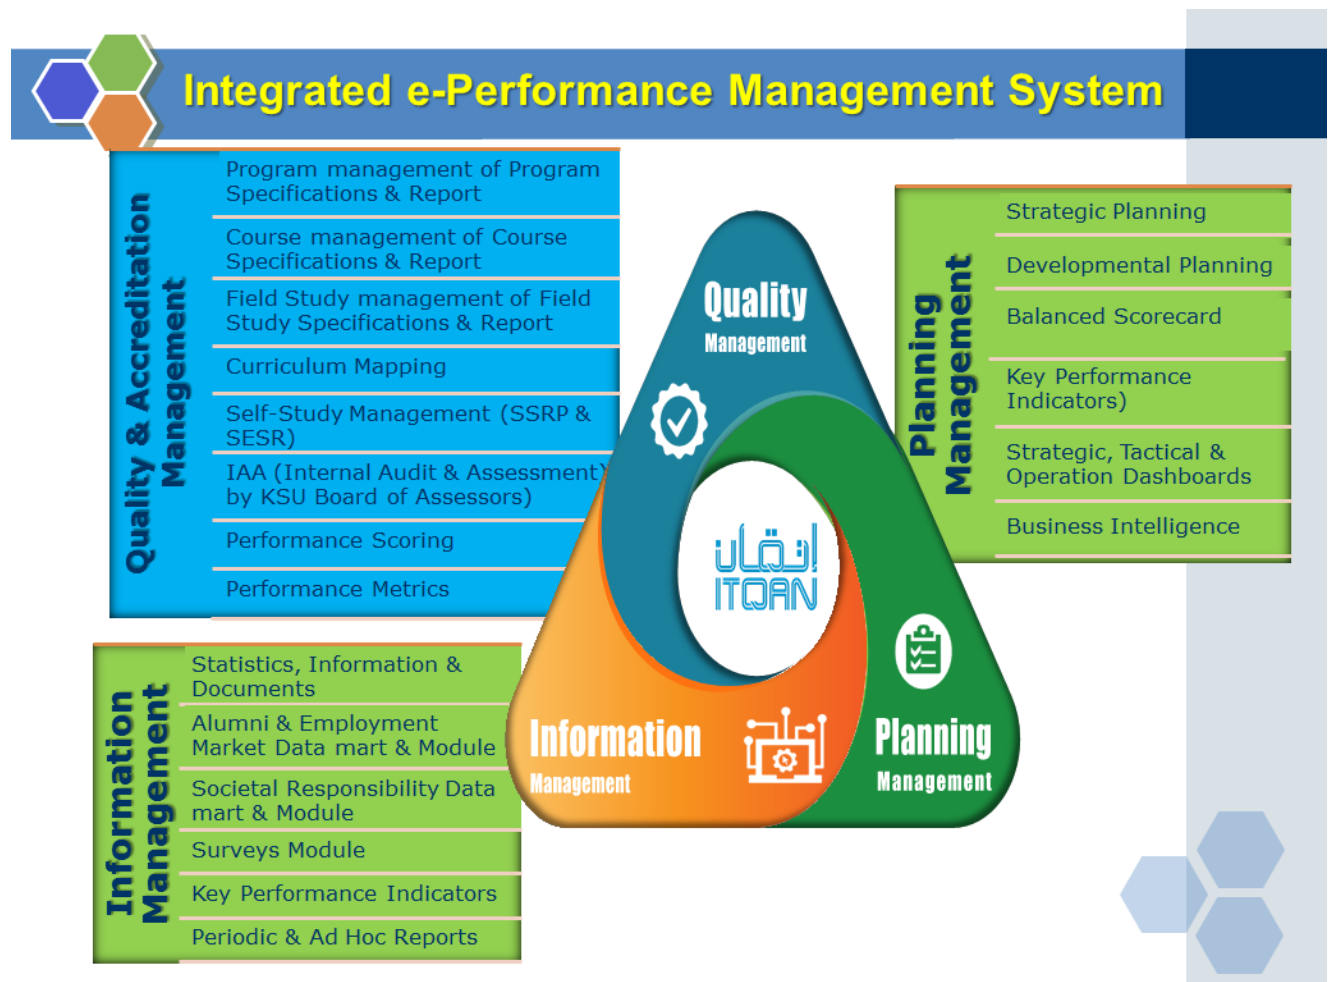 Integrated e-Performance Management System
Quality & Accreditation
Management
Program management of Program
Specifications & Report
Course management of Course
Specifications & Report
Field Study management of Field
Study Specifications & Report
Curriculum Mapping
Self-Study Management (SSRP &
SESR)
IAA (Internal Audit & Assessment)
by KSU Board of Assessors)
Performance Scoring
Performance Metrics
Information
Management
Statistics, Information &
Documents
Alumni & Employment
Market Data mart & Module
Societal Responsibility Data
mart & Module
Surveys Module
Key Performance Indicators
Periodic & Ad Hoc Reports
Quality
Management
إتقان
ITQAN
Information
Management
Planning
Management
Planning
Management
Strategic Planning
Developmental Planning
Balanced Scorecard
Key Performance
Indicators)
Strategic, Tactical &
Operation Dashboards
Business Intelligence